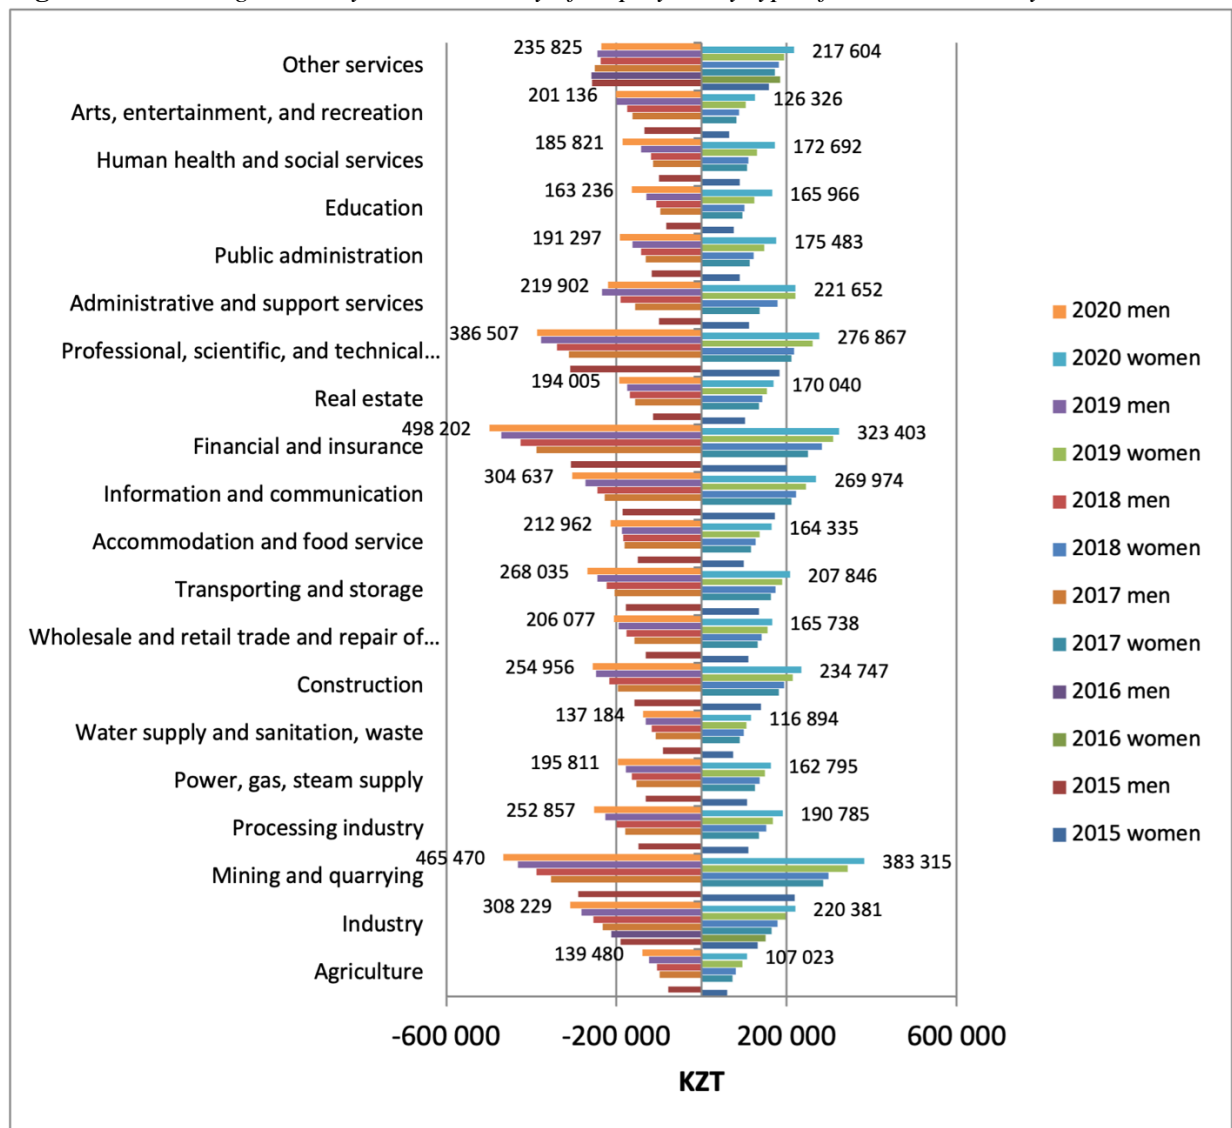 235 825 217 604
Other services
201 136 126 326
Arts, entertainment, and recreation
185 821 172 692
Human health and social services
163 236 165 966
Education
191 297 175 483
Public administration
219 902 221 652
Administrative and support services
386 507 276 867
Professional, scientific, and technical...
194 005 170 040
Real estate
498 202 323 403
Financial and insurance
304 637 269 974
Information and communication
212 962 164 335
Accommodation and food service
268 035 207 846
Transporting and storage
206 077 165 738
Wholesale and retail trade and repair of...
254 956 234 747
Construction
137 184 116 894
Water supply and sanitation, waste
195 811 162 795
Power, gas, steam supply
252 857 190 785
Processing industry
465 470 383 315
Mining and quarrying
308 229 220 381
Industry
139 480 107 023
Agriculture
-600 000 -200 000 200 000 600 000
KZT
2020 men
2020 women
2019 men
2019 women
2018 men
2018 women
2017 men
2017 women
2016 men
2016 women
2015 men
2015 women